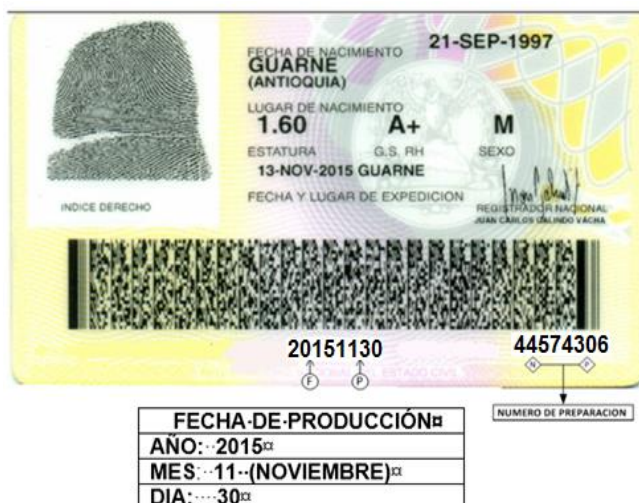 21-SEP-1997
FECHA DE NACIMIENTO
GUARNE
(ANTIOQUIA)
LUGAR DE NACIMIENTO
1.60 A+ M
ESTATURA G.S. RH SEXO
13-NOV-2015 GUARNE
FECHA Y LUGAR DE EXPEDICION
REGISTRADOR NACIONAL
JUAN CARLOS GALINDO VÁCHA
INDICE DERECHO
20151130 44574306
F P N P
NUMERO DE PREPARACION
FECHA·DE·PRODUCCIÓN¤
AÑO:··2015¤
MES:··11··(NOVIEMBRE)¤
DIA:····30¤